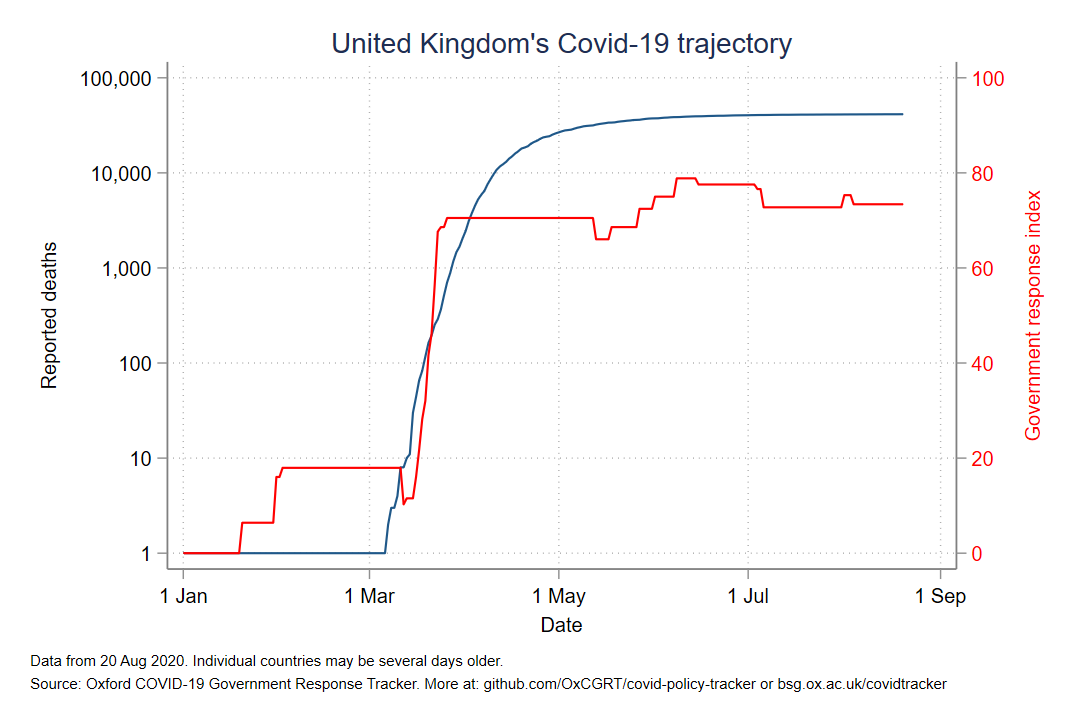 United Kingdom's Covid-19 trajectory
100,000
10,000
1,000
100
10
1
Reported deaths
100
80
60
40
20
0
Government response index
1 Jan
1 Mar
1 May
1 Jul
1 Sep
Date
Data from 20 Aug 2020. Individual countries may be several days older.
Source: Oxford COVID-19 Government Response Tracker. More at: github.com/OxCGRT/covid-policy-tracker or bsg.ox.ac.uk/covidtracker